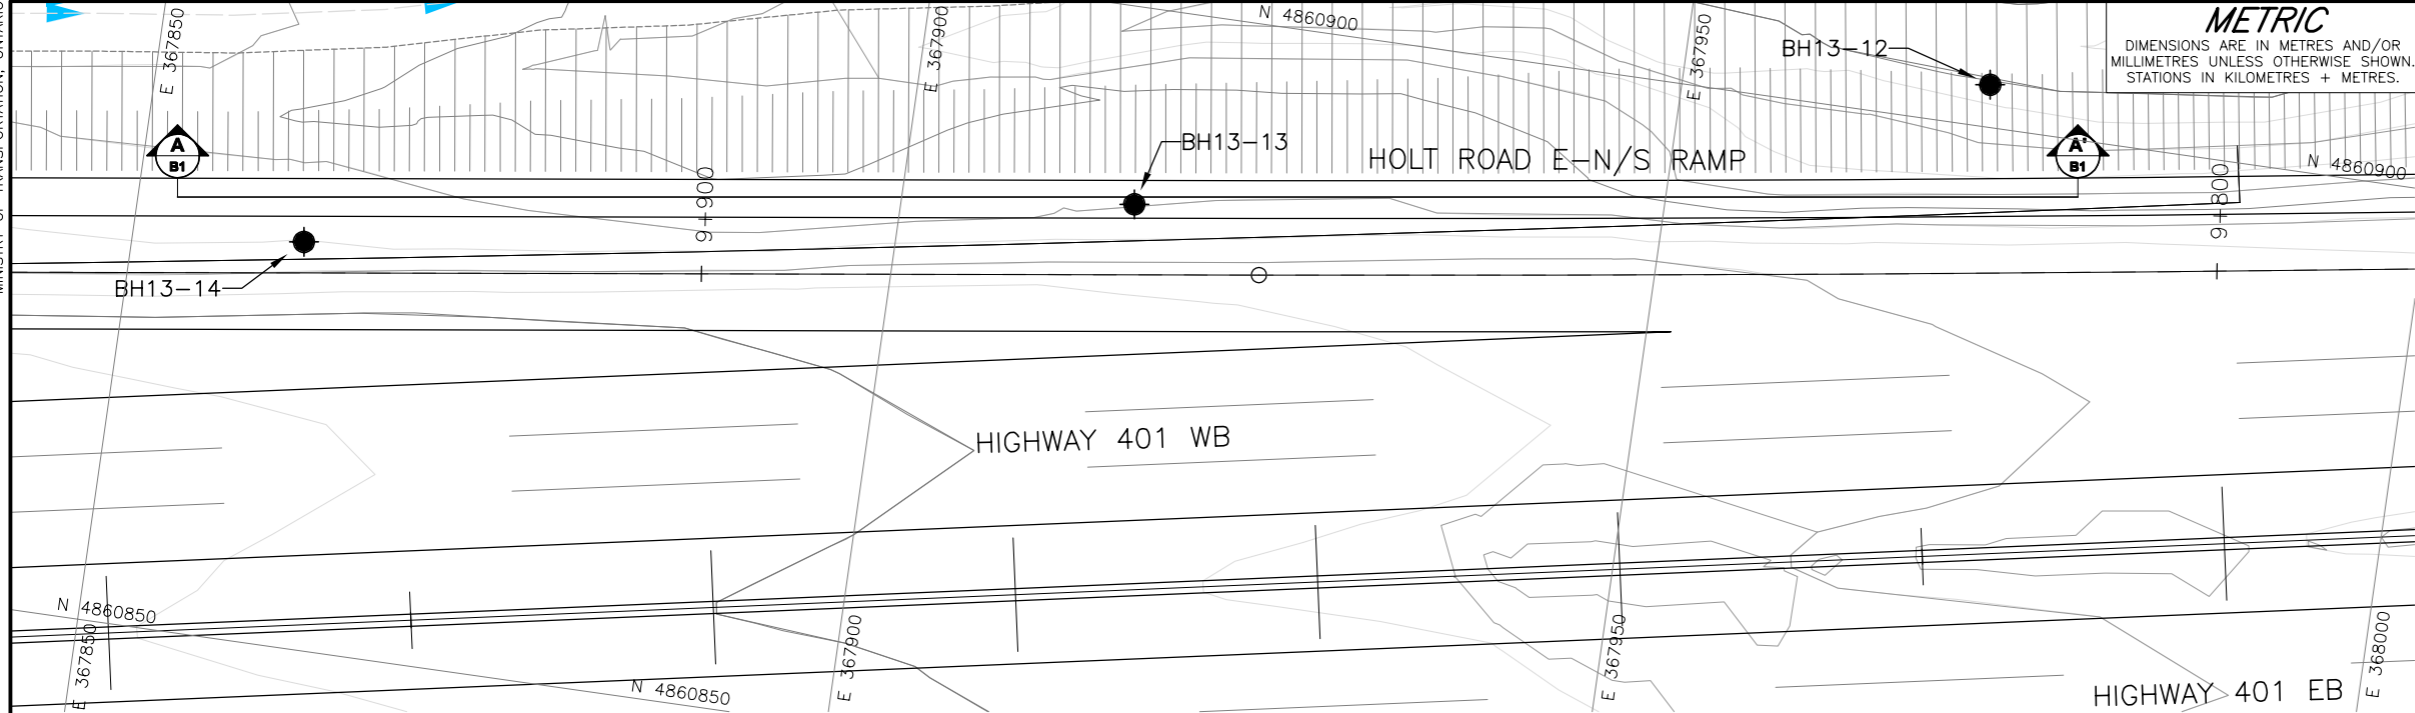 METRIC
DIMENSIONS ARE IN METRES AND/OR
MILLIMETRES UNLESS OTHERWISE SHOWN.
STATIONS IN KILOMETRES + METRES.
E 367850
E 367900
N 4860900
E 367950
BH13-12
A
B1
BH13-13
HOLT ROAD E-N/S RAMP
A'
B1
N 4860900
9+900
9+800
BH13-14
HIGHWAY 401 WB
N 4860850
E 367850
N 4860850
E 367900
E 367950
E 368000
HIGHWAY 401 EB